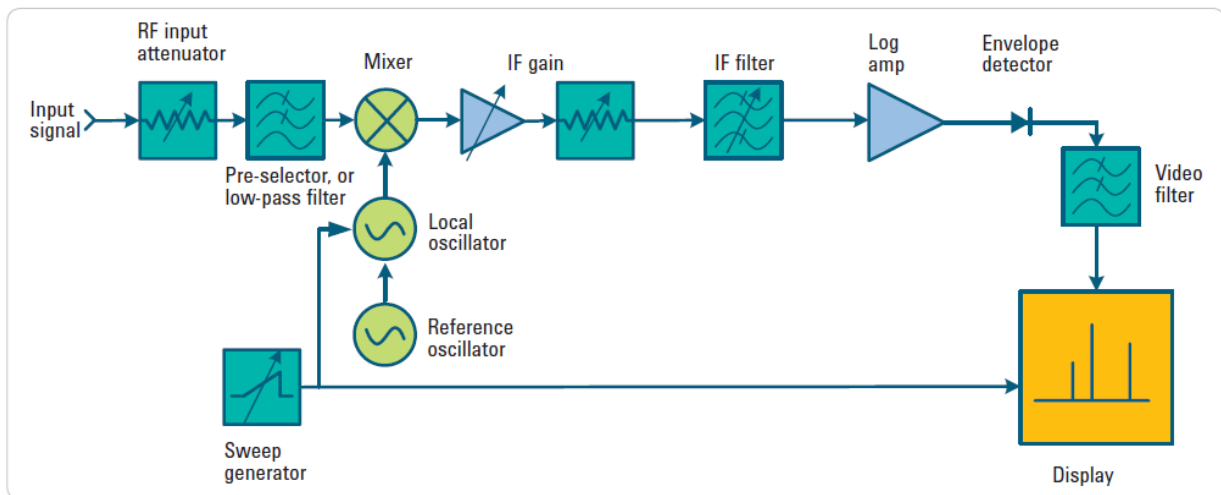 RF input
attenuator
Mixer
IF gain
IF filter
Log
amp
Envelope
detector
Input
signal
Pre-selector, or
low-pass filter
Video
filter
Local
oscillator
Reference
oscillator
Sweep
generator
Display